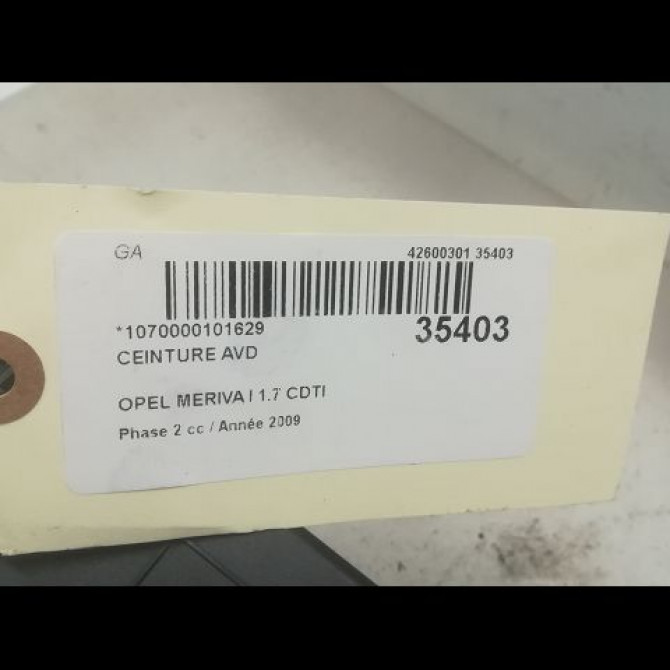 GA 42600301 35403
*1070000101629 35403
CEINTURE AVD
OPEL MERIVA I 1.7 CDTI
Phase 2 cc / Année 2009